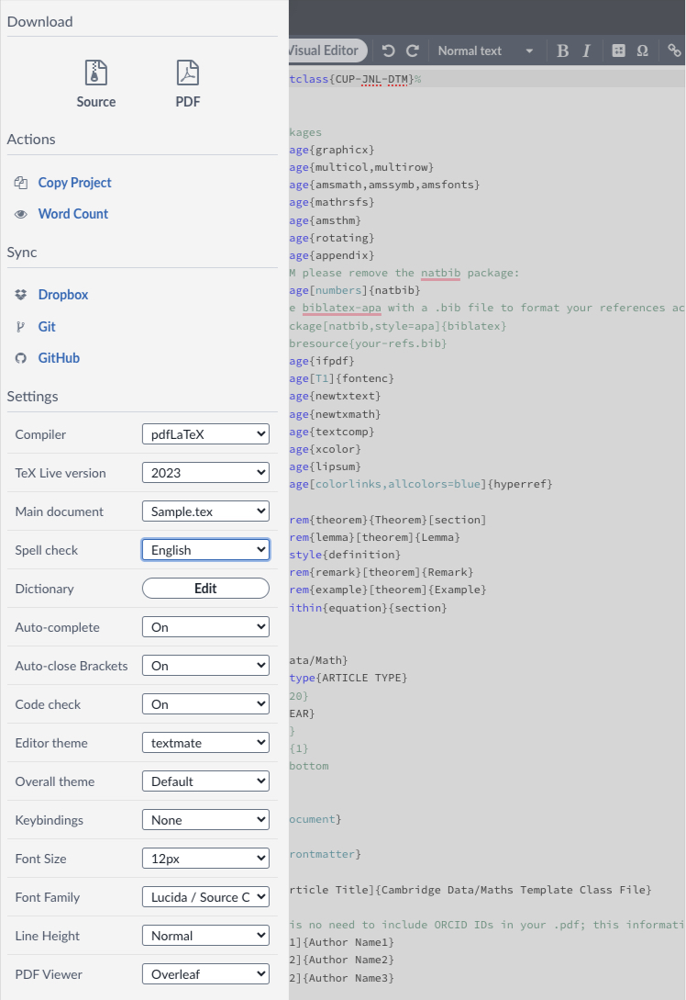 Download
Source PDF
Actions
Copy Project
Word Count
Sync
Dropbox
Git
GitHub
Settings
Compiler pdfLaTeX
TeX Live version 2023
Main document Sample.tex
Spell check English
Dictionary Edit
Auto-complete On
Auto-close Brackets On
Code check On
Editor theme textmate
Overall theme Default
Keybindings None
Font Size 12px
Font Family Lucida / Source C
Line Height Normal
PDF Viewer Overleaf
Visual Editor Normal text B I Ω
tclass{CUP-JNL-DTM}%
kages
age{graphicx}
age{multicol,multirow}
age{amsmath,amssymb,amsfonts}
age{mathrsfs}
age{amsthm}
age{rotating}
age{appendix}
M please remove the natbib package:
age[numbers]{natbib}
e biblatex-apa with a .bib file to format your references ac
ckage[natbib,style=apa]{biblatex}
bresource{your-refs.bib}
age{ifpdf}
age[T1]{fontenc}
age{newtxtext}
age{newtxmath}
age{textcomp}
age{xcolor}
age{lipsum}
age[colorlinks,allcolors=blue]{hyperref}
rem{theorem}{Theorem}[section]
rem{lemma}[theorem]{Lemma}
style{definition}
rem{remark}[theorem]{Remark}
rem{example}[theorem]{Example}
ithin{equation}{section}
ata/Math}
type{ARTICLE TYPE}
20}
EAR}
}
{1}
bottom
ocument}
rontmatter}
rticle Title]{Cambridge Data/Maths Template Class File}
is no need to include ORCID IDs in your .pdf; this informati
1]{Author Name1}
2]{Author Name2}
2]{Author Name3}